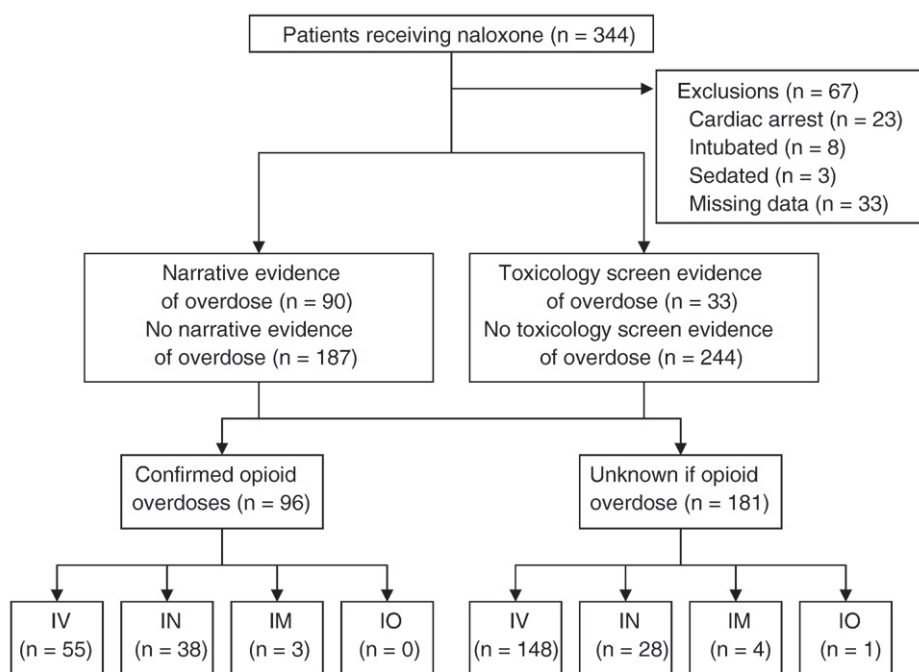 Patients receiving naloxone (n = 344)
Exclusions (n = 67)
Cardiac arrest (n = 23)
Intubated (n = 8)
Sedated (n = 3)
Missing data (n = 33)
Narrative evidence
of overdose (n = 90)
No narrative evidence
of overdose (n = 187)
Toxicology screen evidence
of overdose (n = 33)
No toxicology screen evidence
of overdose (n = 244)
Confirmed opioid
overdoses (n = 96)
Unknown if opioid
overdose (n = 181)
IV
(n = 55)
IN
(n = 38)
IM
(n = 3)
IO
(n = 0)
IV
(n = 148)
IN
(n = 28)
IM
(n = 4)
IO
(n = 1)